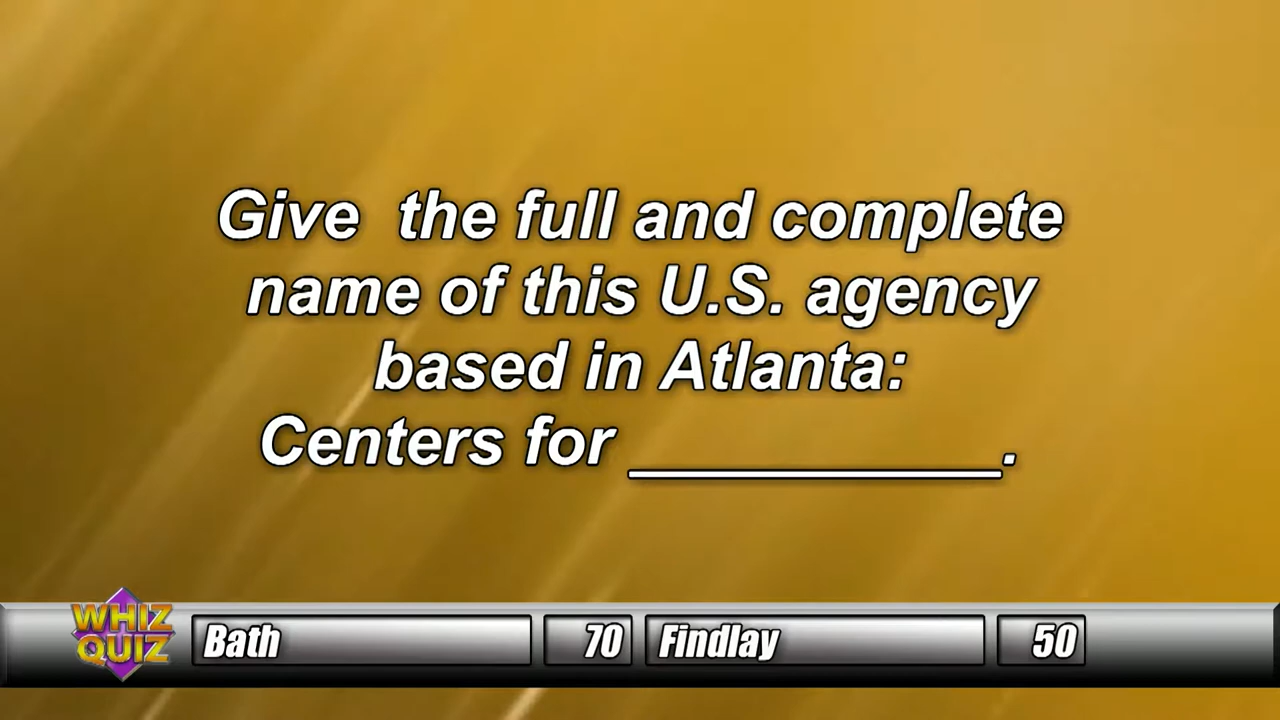 Give  the full and complete
name of this U.S. agency
based in Atlanta:
Centers for __________.
WHIZ
QUIZ
Bath 70 Findlay 50